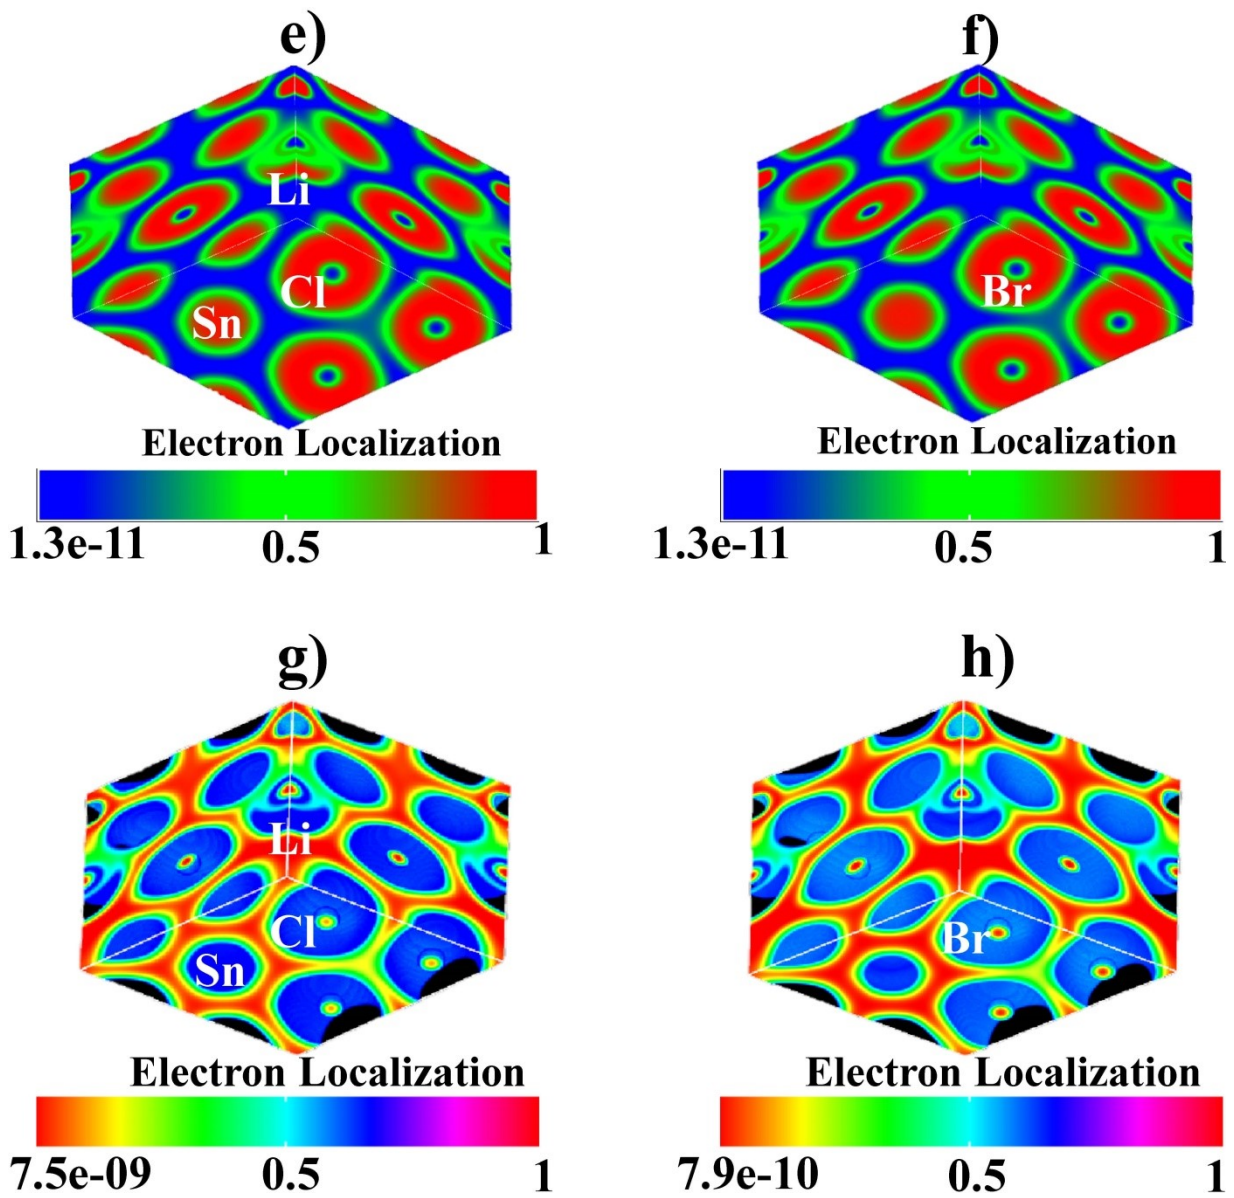 e)
f)
Li
Cl
Br
Sn
Electron Localization
Electron Localization
1.3e-11 0.5 1
1.3e-11 0.5 1
g)
h)
Li
Cl
Br
Sn
Electron Localization
Electron Localization
7.5e-09 0.5 1
7.9e-10 0.5 1